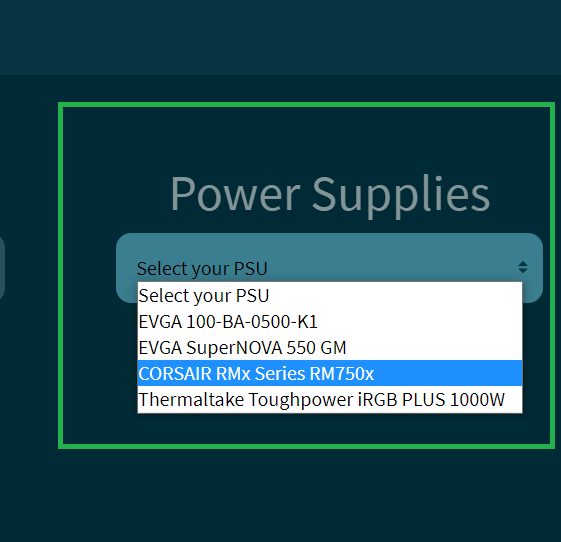 Power Supplies
Select your PSU
Select your PSU
EVGA 100-BA-0500-K1
EVGA SuperNOVA 550 GM
CORSAIR RMx Series RM750x
Thermaltake Toughpower iRGB PLUS 1000W